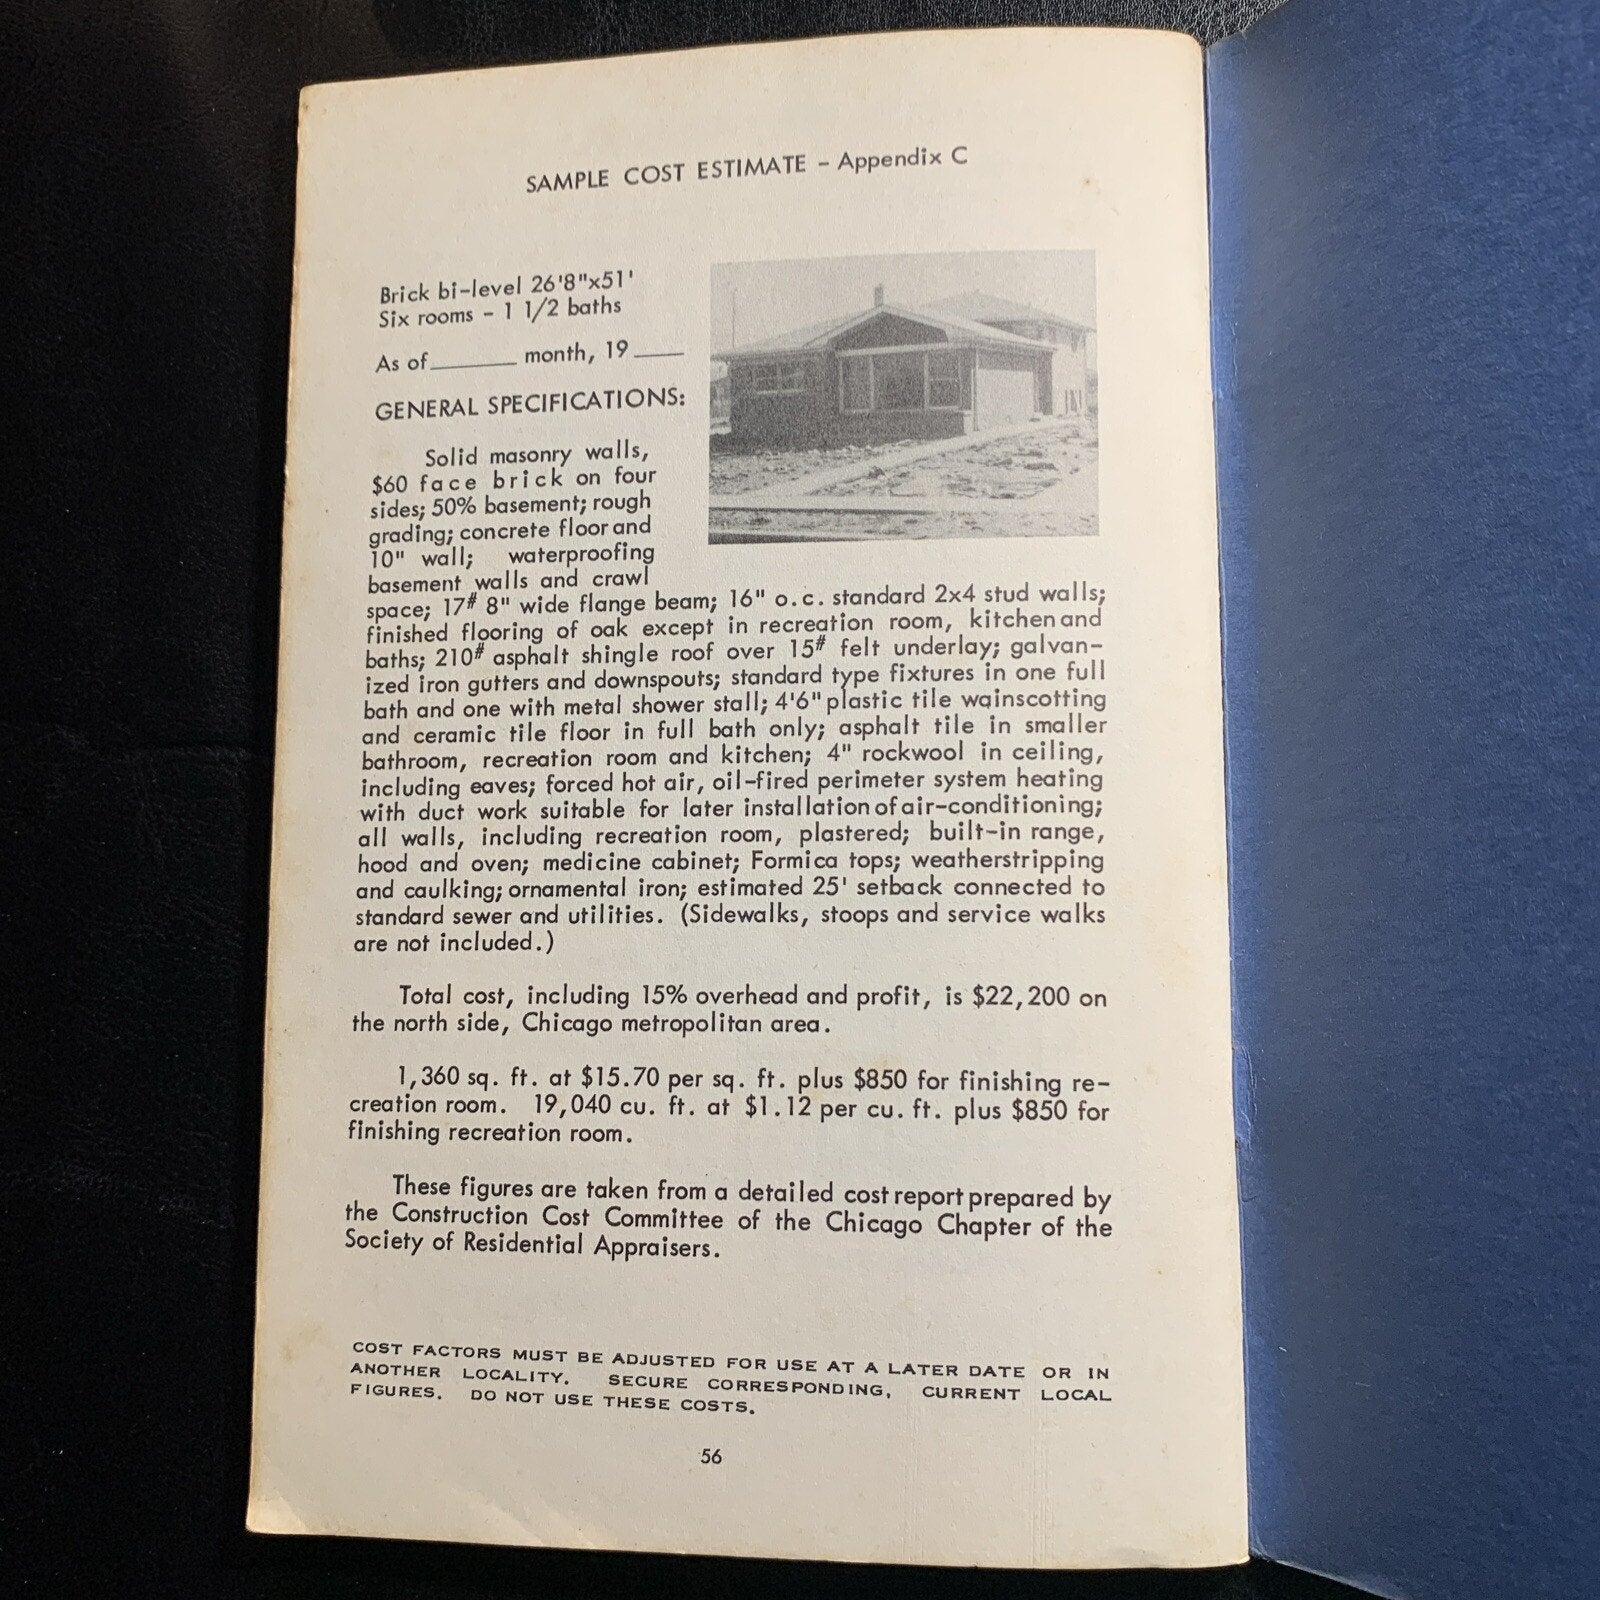 SAMPLE COST ESTIMATE - Appendix C
Brick bi-level 26'8"x51'
Six rooms - 1 1/2 baths
As of_______ month, 19____
GENERAL SPECIFICATIONS:
Solid masonry walls,
$60 face brick on four
sides; 50% basement; rough
grading; concrete floor and
10" wall; waterproofing
basement walls and crawl
space; 17# 8" wide flange beam; 16" o.c. standard 2x4 stud walls;
finished flooring of oak except in recreation room, kitchen and
baths; 210# asphalt shingle roof over 15# felt underlay; galvan-
ized iron gutters and downspouts; standard type fixtures in one full
bath and one with metal shower stall; 4'6" plastic tile wainscotting
and ceramic tile floor in full bath only; asphalt tile in smaller
bathroom, recreation room and kitchen; 4" rockwool in ceiling,
including eaves; forced hot air, oil-fired perimeter system heating
with duct work suitable for later installation of air-conditioning;
all walls, including recreation room, plastered; built-in range,
hood and oven; medicine cabinet; Formica tops; weatherstripping
and caulking; ornamental iron; estimated 25' setback connected to
standard sewer and utilities. (Sidewalks, stoops and service walks
are not included.)
Total cost, including 15% overhead and profit, is $22,200 on
the north side, Chicago metropolitan area.
1,360 sq. ft. at $15.70 per sq. ft. plus $850 for finishing re-
creation room. 19,040 cu. ft. at $1.12 per cu. ft. plus $850 for
finishing recreation room.
These figures are taken from a detailed cost report prepared by
the Construction Cost Committee of the Chicago Chapter of the
Society of Residential Appraisers.
COST FACTORS MUST BE ADJUSTED FOR USE AT A LATER DATE OR IN
ANOTHER LOCALITY. SECURE CORRESPONDING, CURRENT LOCAL
FIGURES. DO NOT USE THESE COSTS.
56